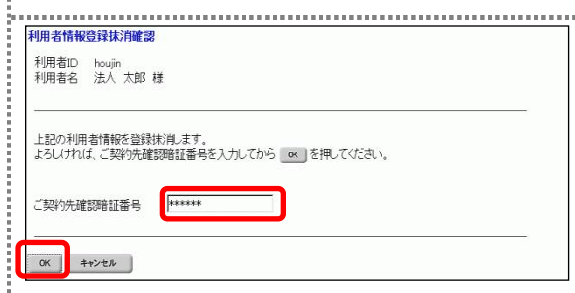 利用者情報登録抹消確認
利用者ID houjin
利用者名 法人 太郎 様
上記の利用者情報を登録抹消します。
よろしければ、ご契約先確認暗証番号を入力してから OK を押してください。
ご契約先確認暗証番号 ******
OK キャンセル